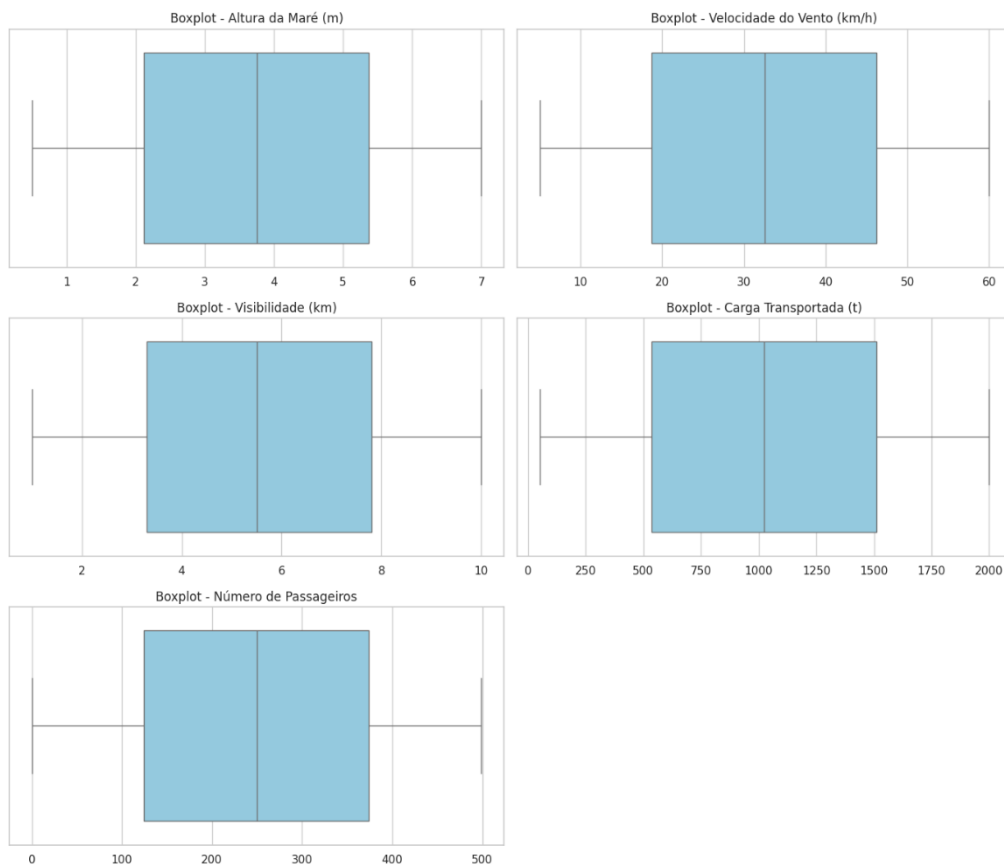 Boxplot - Altura da Maré (m)
1 2 3 4 5 6 7
Boxplot - Velocidade do Vento (km/h)
10 20 30 40 50 60
Boxplot - Visibilidade (km)
2 4 6 8 10
Boxplot - Carga Transportada (t)
0 250 500 750 1000 1250 1500 1750 2000
Boxplot - Número de Passageiros
0 100 200 300 400 500